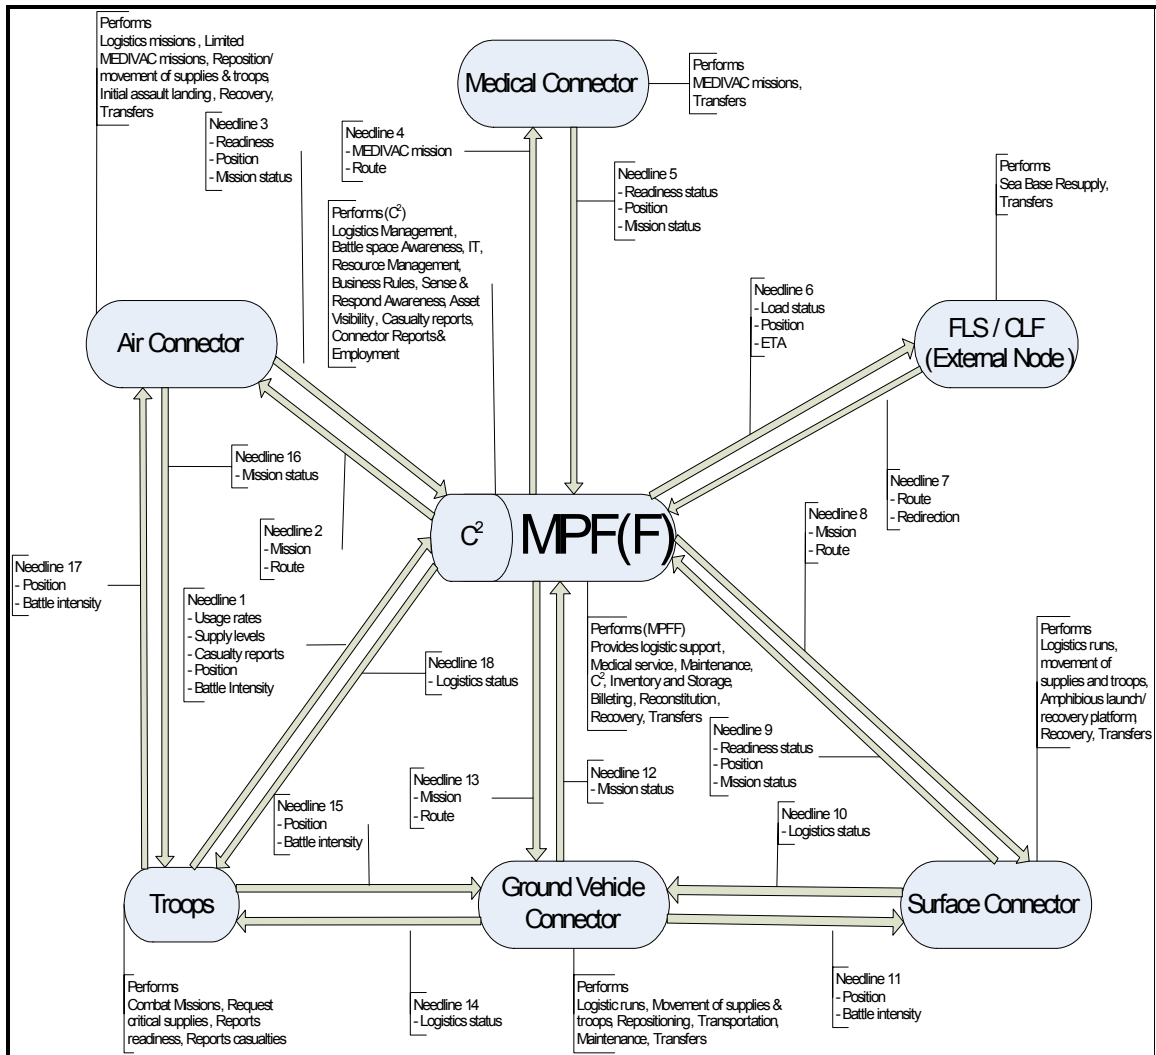 Performs
Logistics missions, Limited
MEDIVAC missions, Reposition/
movement of supplies & troops,
Initial assault landing, Recovery,
Transfers
Medical Connector
Performs
MEDIVAC missions,
Transfers
Needline 3
- Readiness
- Position
- Mission status
Needline 4
- MEDIVAC mission
- Route
Needline 5
- Readiness status
- Position
- Mission status
Performs
Sea Base Resupply,
Transfers
Performs (C²)
Logistics Management,
Battle space Awareness, IT,
Resource Management,
Business Rules, Sense &
Respond Awareness, Asset
Visibility, Casualty reports,
Connector Reports &
Employment
Needline 6
- Load status
- Position
- ETA
Air Connector
FLS / CLF
(External Node)
Needline 16
- Mission status
Needline 7
- Route
- Redirection
Needline 8
- Mission
- Route
Needline 2
- Mission
- Route
C²
MPF(F)
Needline 17
- Position
- Battle intensity
Needline 1
- Usage rates
- Supply levels
- Casualty reports
- Position
- Battle Intensity
Needline 18
- Logistics status
Performs (MPFF)
Provides logistic support,
Medical service, Maintenance,
C², Inventory and Storage,
Billeting, Reconstitution,
Recovery, Transfers
Performs
Logistics runs,
movement of
supplies and troops,
Amphibious launch/
recovery platform,
Recovery, Transfers
Needline 9
- Readiness status
- Position
- Mission status
Needline 13
- Mission
- Route
Needline 12
- Mission status
Needline 15
- Position
- Battle intensity
Needline 10
- Logistics status
Troops
Ground Vehicle
Connector
Surface Connector
Performs
Combat Missions, Request
critical supplies, Reports
readiness, Reports casualties
Needline 14
- Logistics status
Performs
Logistic runs, Movement of supplies &
troops, Repositioning, Transportation,
Maintenance, Transfers
Needline 11
- Position
- Battle intensity